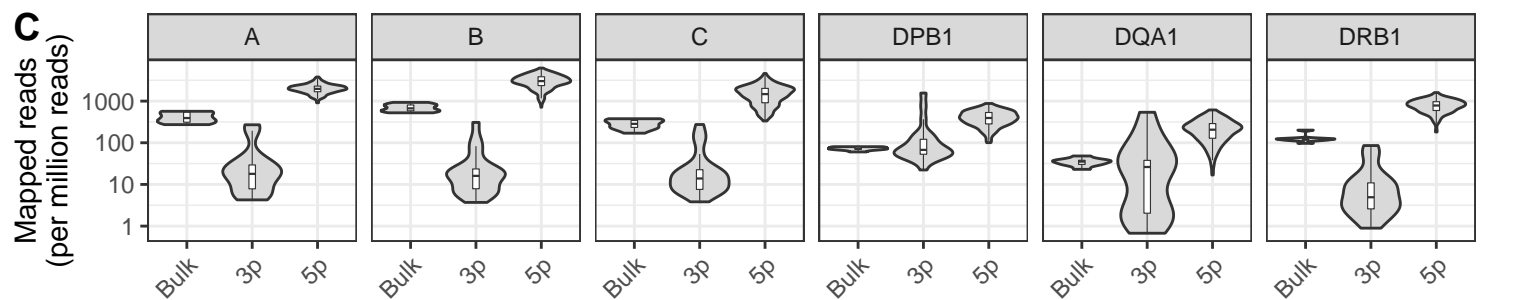 C
Mapped reads
(per million reads)
A B C DPB1 DQA1 DRB1
1000
100
10
1
Bulk 3p 5p Bulk 3p 5p Bulk 3p 5p Bulk 3p 5p Bulk 3p 5p Bulk 3p 5p